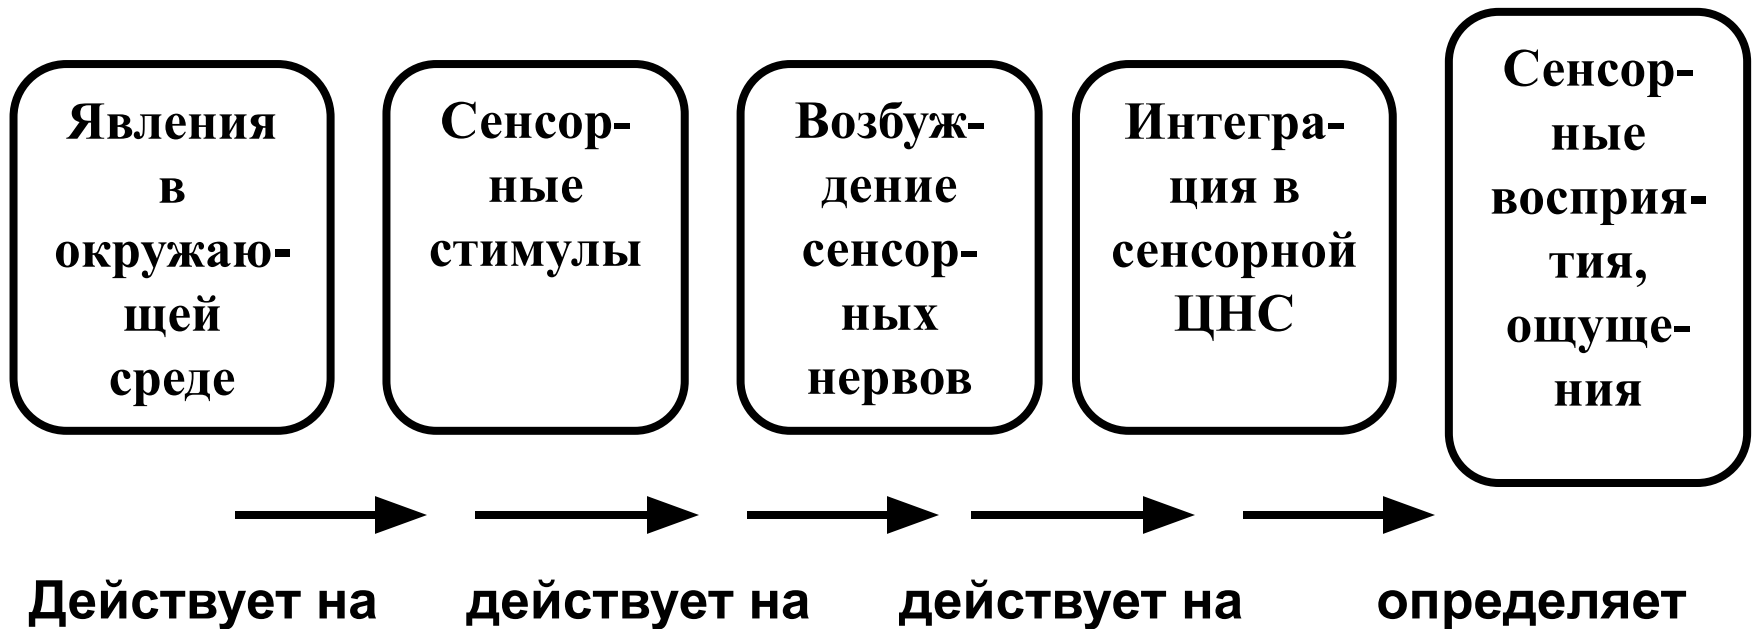 Явления
в
окружаю-
щей
среде
Сенсор-
ные
стимулы
Возбуж-
дение
сенсор-
ных
нервов
Интегра-
ция в
сенсорной
ЦНС
Сенсор-
ные
восприя-
тия,
ощуще-
ния
Действует на
действует на
действует на
определяет